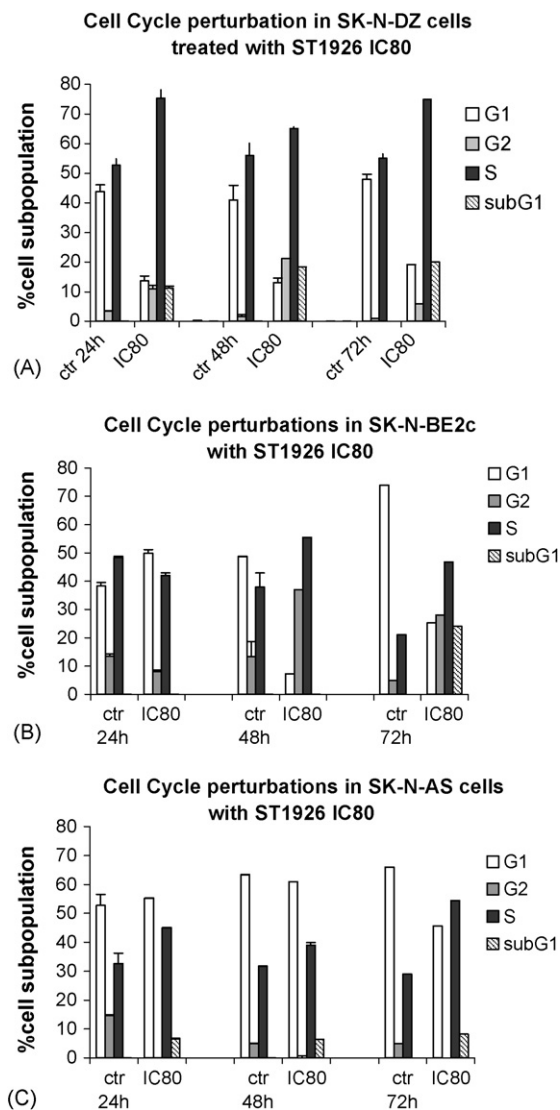 Cell Cycle perturbation in SK-N-DZ cells
treated with ST1926 IC80
%cell subpopulation
80
70
60
50
40
30
20
10
0
G1
G2
S
subG1
ctr 24h
IC80
ctr 48h
IC80
ctr 72h
IC80
(A)
Cell Cycle perturbations in SK-N-BE2c
with ST1926 IC80
%cell subpopulation
80
70
60
50
40
30
20
10
0
G1
G2
S
subG1
ctr IC80 ctr IC80 ctr IC80
24h 48h 72h
(B)
Cell Cycle perturbations in SK-N-AS cells
with ST1926 IC80
%cell subpopulation
80
70
60
50
40
30
20
10
0
G1
G2
S
subG1
ctr IC80 ctr IC80 ctr IC80
24h 48h 72h
(C)